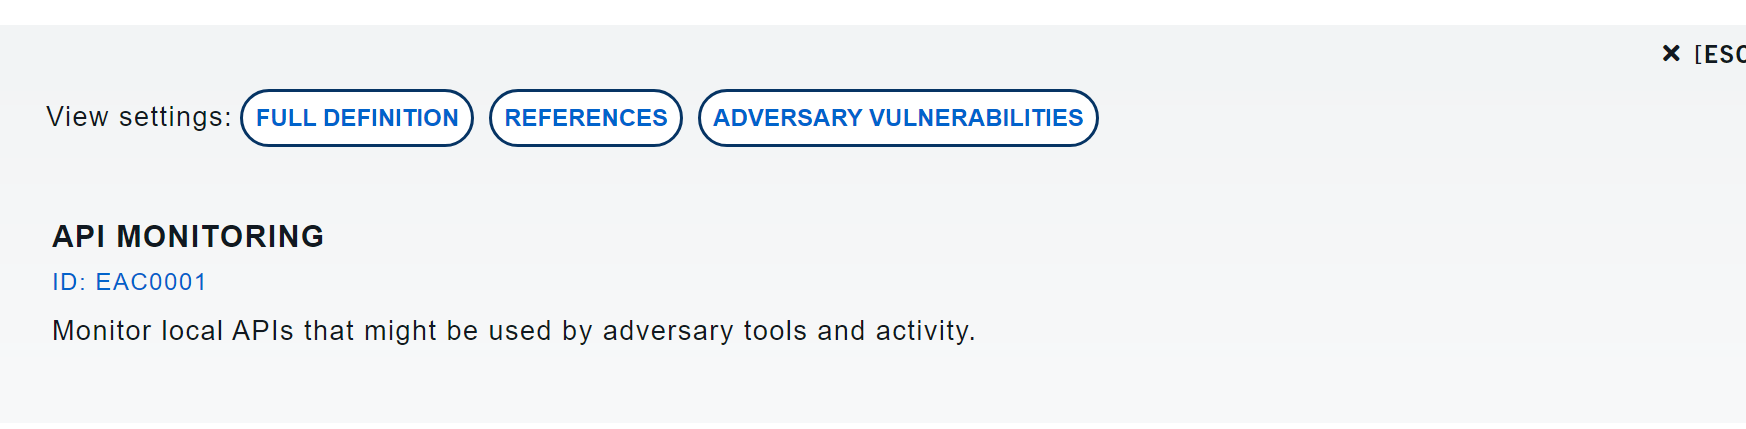 ✕ [ESC
View settings: FULL DEFINITION REFERENCES ADVERSARY VULNERABILITIES
API MONITORING
ID: EAC0001
Monitor local APIs that might be used by adversary tools and activity.